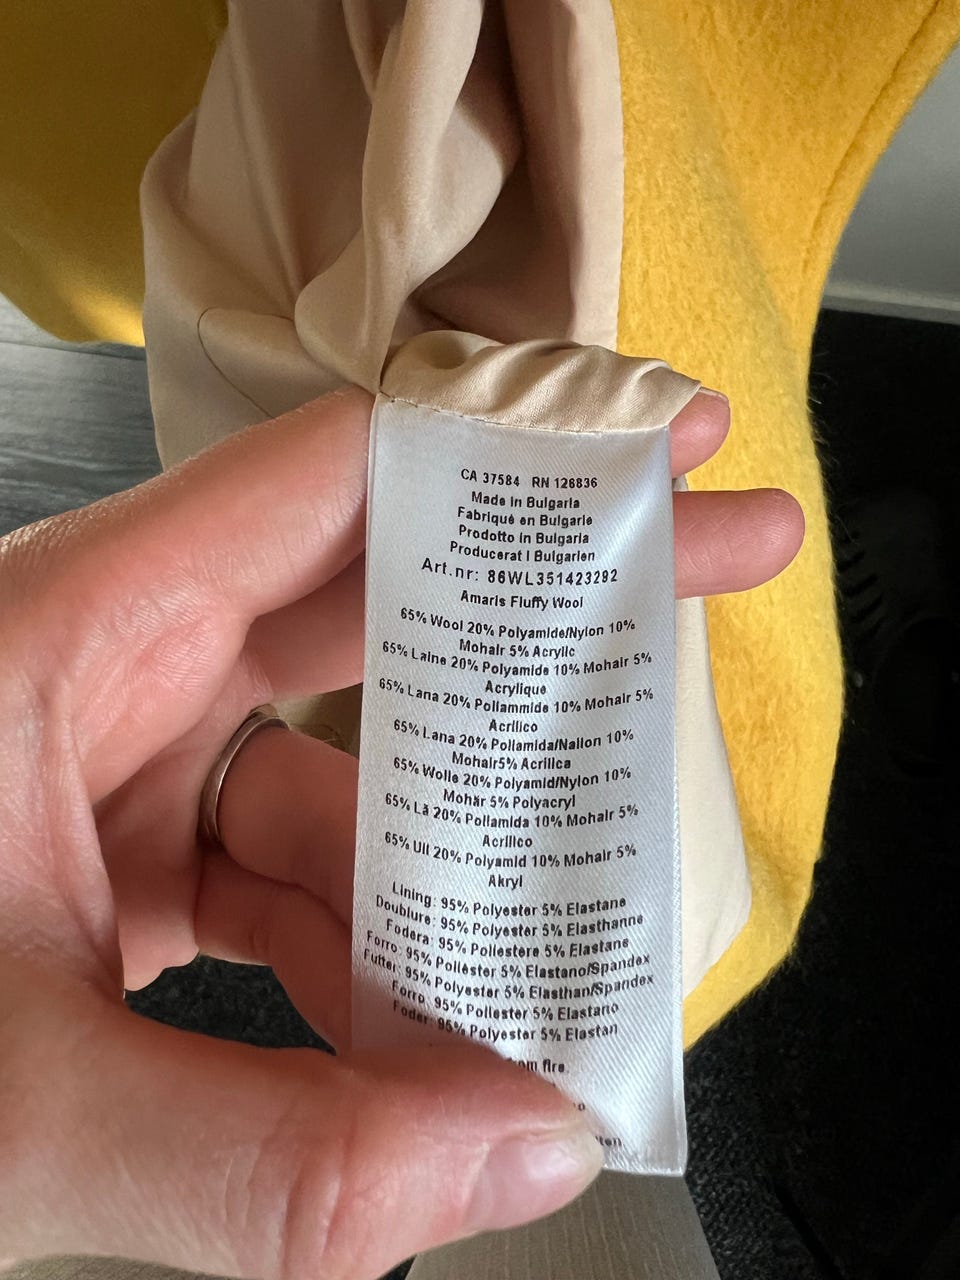 CA 37584 RN 126836
Made in Bulgaria
Fabriqué en Bulgarie
Prodotto in Bulgaria
Producerat I Bulgarien
Art.nr: 86WL351423292
Amaris Fluffy Wool
65% Wool 20% Polyamide/Nylon 10%
Mohair 5% Acrylic
65% Laine 20% Polyamide 10% Mohair 5%
Acrylique
65% Lana 20% Poliammide 10% Mohair 5%
Acrilico
65% Lana 20% Poliamida/Nailon 10%
Mohair5% Acrilica
65% Wolle 20% Polyamid/Nylon 10%
Mohär 5% Polyacryl
65% Lã 20% Poliamida 10% Mohair 5%
Acrilico
65% Ull 20% Polyamid 10% Mohair 5%
Akryl
Lining: 95% Polyester 5% Elastane
Doublure: 95% Polyester 5% Elasthanne
Fodera: 95% Poliestere 5% Elastane
Forro: 95% Poliéster 5% Elastano/Spandex
Futter: 95% Polyester 5% Elasthan/Spandex
Forro: 95% Poliester 5% Elastano
Foder: 95% Polyester 5% Elastan
fire.